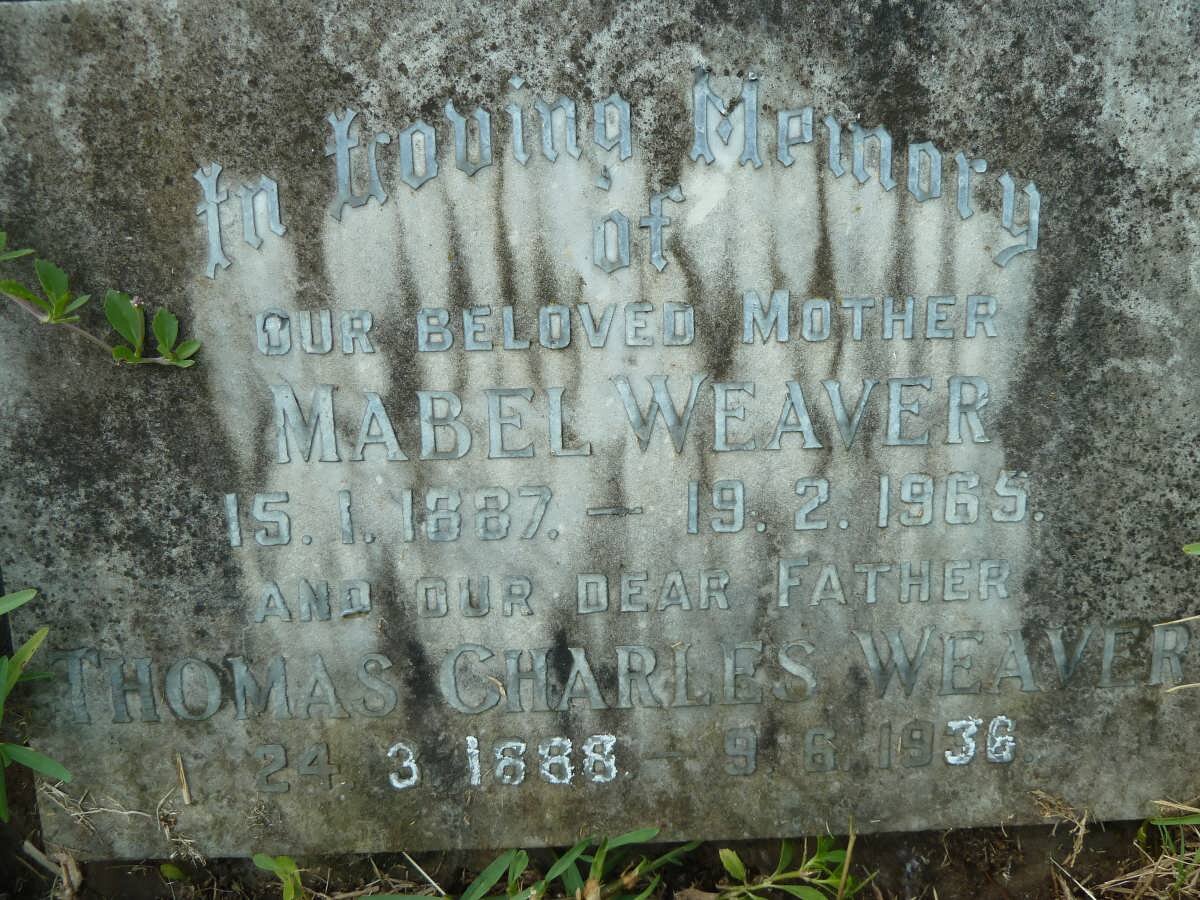 In Loving Memory
of
OUR BELOVED MOTHER
MABEL WEAVER
15. 1. 1887. — 19. 2. 1965.
AND OUR DEAR FATHER
THOMAS CHARLES WEAVER
24 3 1888 — 9. 6. 1936.